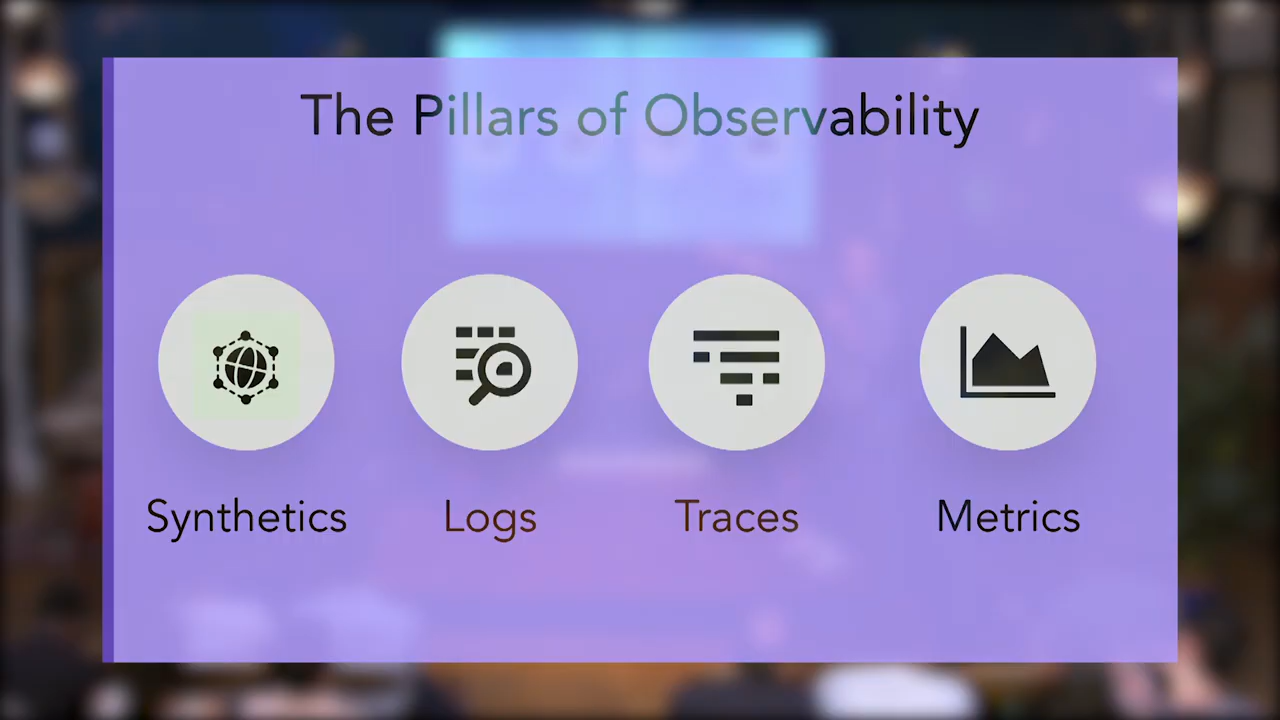 The Pillars of Observability
Synthetics
Logs
Traces
Metrics